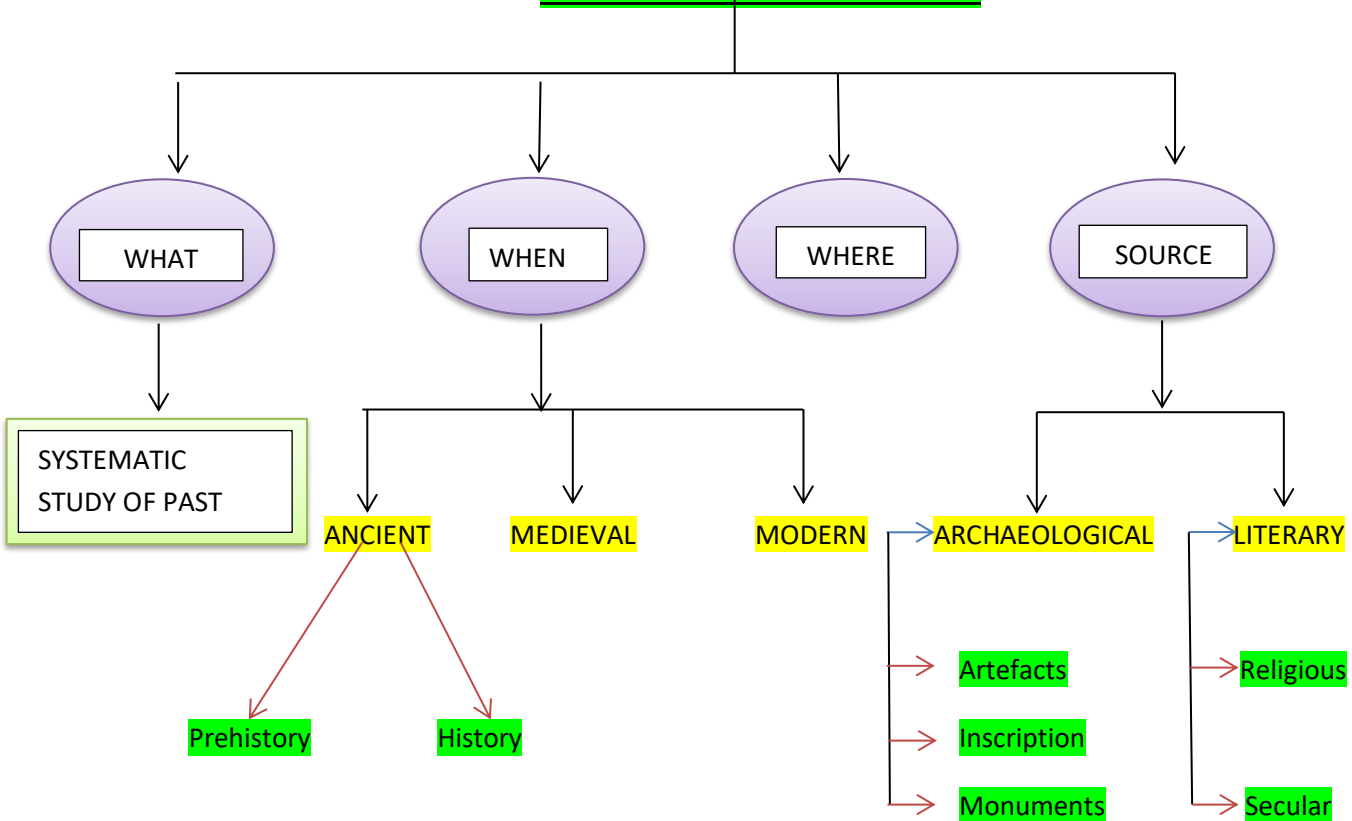 WHAT
WHEN
WHERE
SOURCE
SYSTEMATIC
STUDY OF PAST
ANCIENT
MEDIEVAL
MODERN
ARCHAEOLOGICAL
LITERARY
Artefacts
Religious
Prehistory
History
Inscription
Monuments
Secular